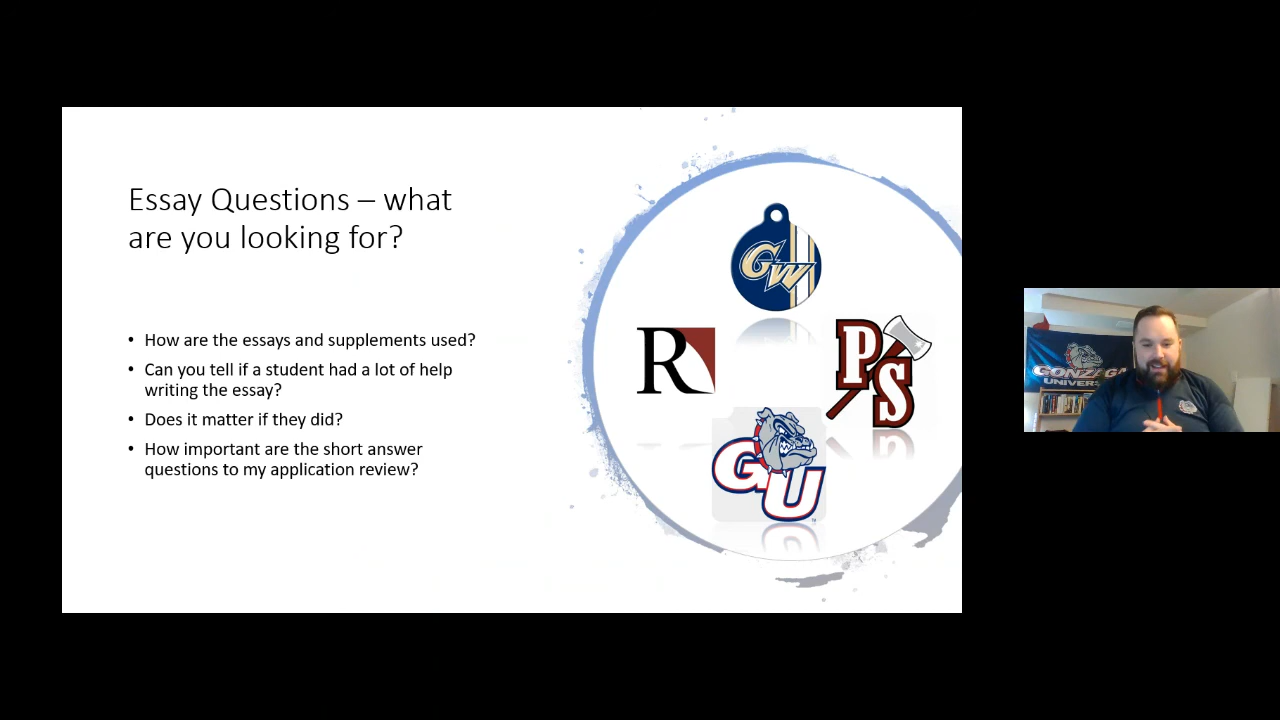 Essay Questions – what
are you looking for?
• How are the essays and supplements used?
• Can you tell if a student had a lot of help
writing the essay?
• Does it matter if they did?
• How important are the short answer
questions to my application review?
GW
R
PS
GU
GONZAGA
UNIVERS